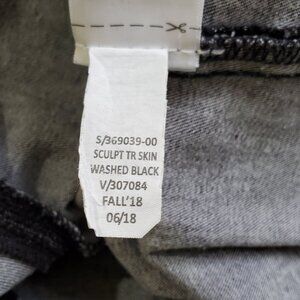 S/369039-00
SCULPT TR SKIN
WASHED BLACK
V/307084
FALL'18
06/18